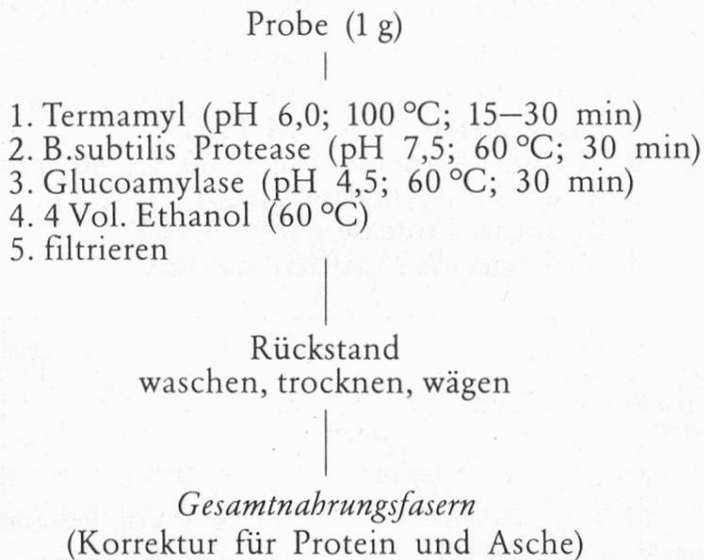 Probe (1 g)
1. Termamyl (pH 6,0; 100 °C; 15–30 min)
2. B.subtilis Protease (pH 7,5; 60 °C; 30 min)
3. Glucoamylase (pH 4,5; 60 °C; 30 min)
4. 4 Vol. Ethanol (60 °C)
5. filtrieren
Rückstand
waschen, trocknen, wägen
Gesamtnahrungsfasern
(Korrektur für Protein und Asche)